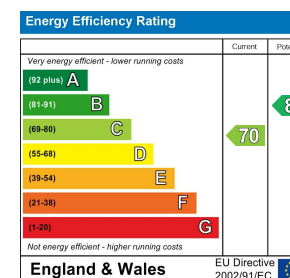 Energy Efficiency Rating
Current
Very energy efficient - lower running costs
(92 plus) A
(81-91) B
(69-80) C
70
(55-68) D
(39-54) E
(21-38) F
(1-20) G
Not energy efficient - higher running costs
England & Wales
EU Directive
2002/91/EC